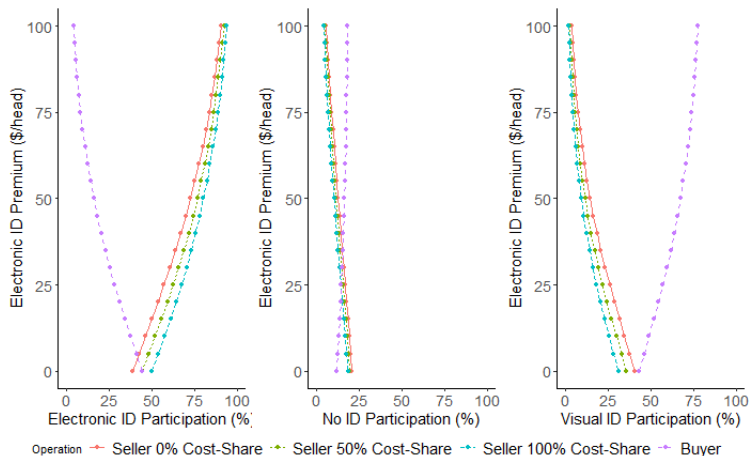 Electronic ID Premium ($/head)
100
75
50
25
0
0 25 50 75 100
Electronic ID Participation (%)
Electronic ID Premium ($/head)
100
75
50
25
0
0 25 50 75 100
No ID Participation (%)
Electronic ID Premium ($/head)
100
75
50
25
0
0 25 50 75 100
Visual ID Participation (%)
Operation Seller 0% Cost-Share Seller 50% Cost-Share Seller 100% Cost-Share Buyer